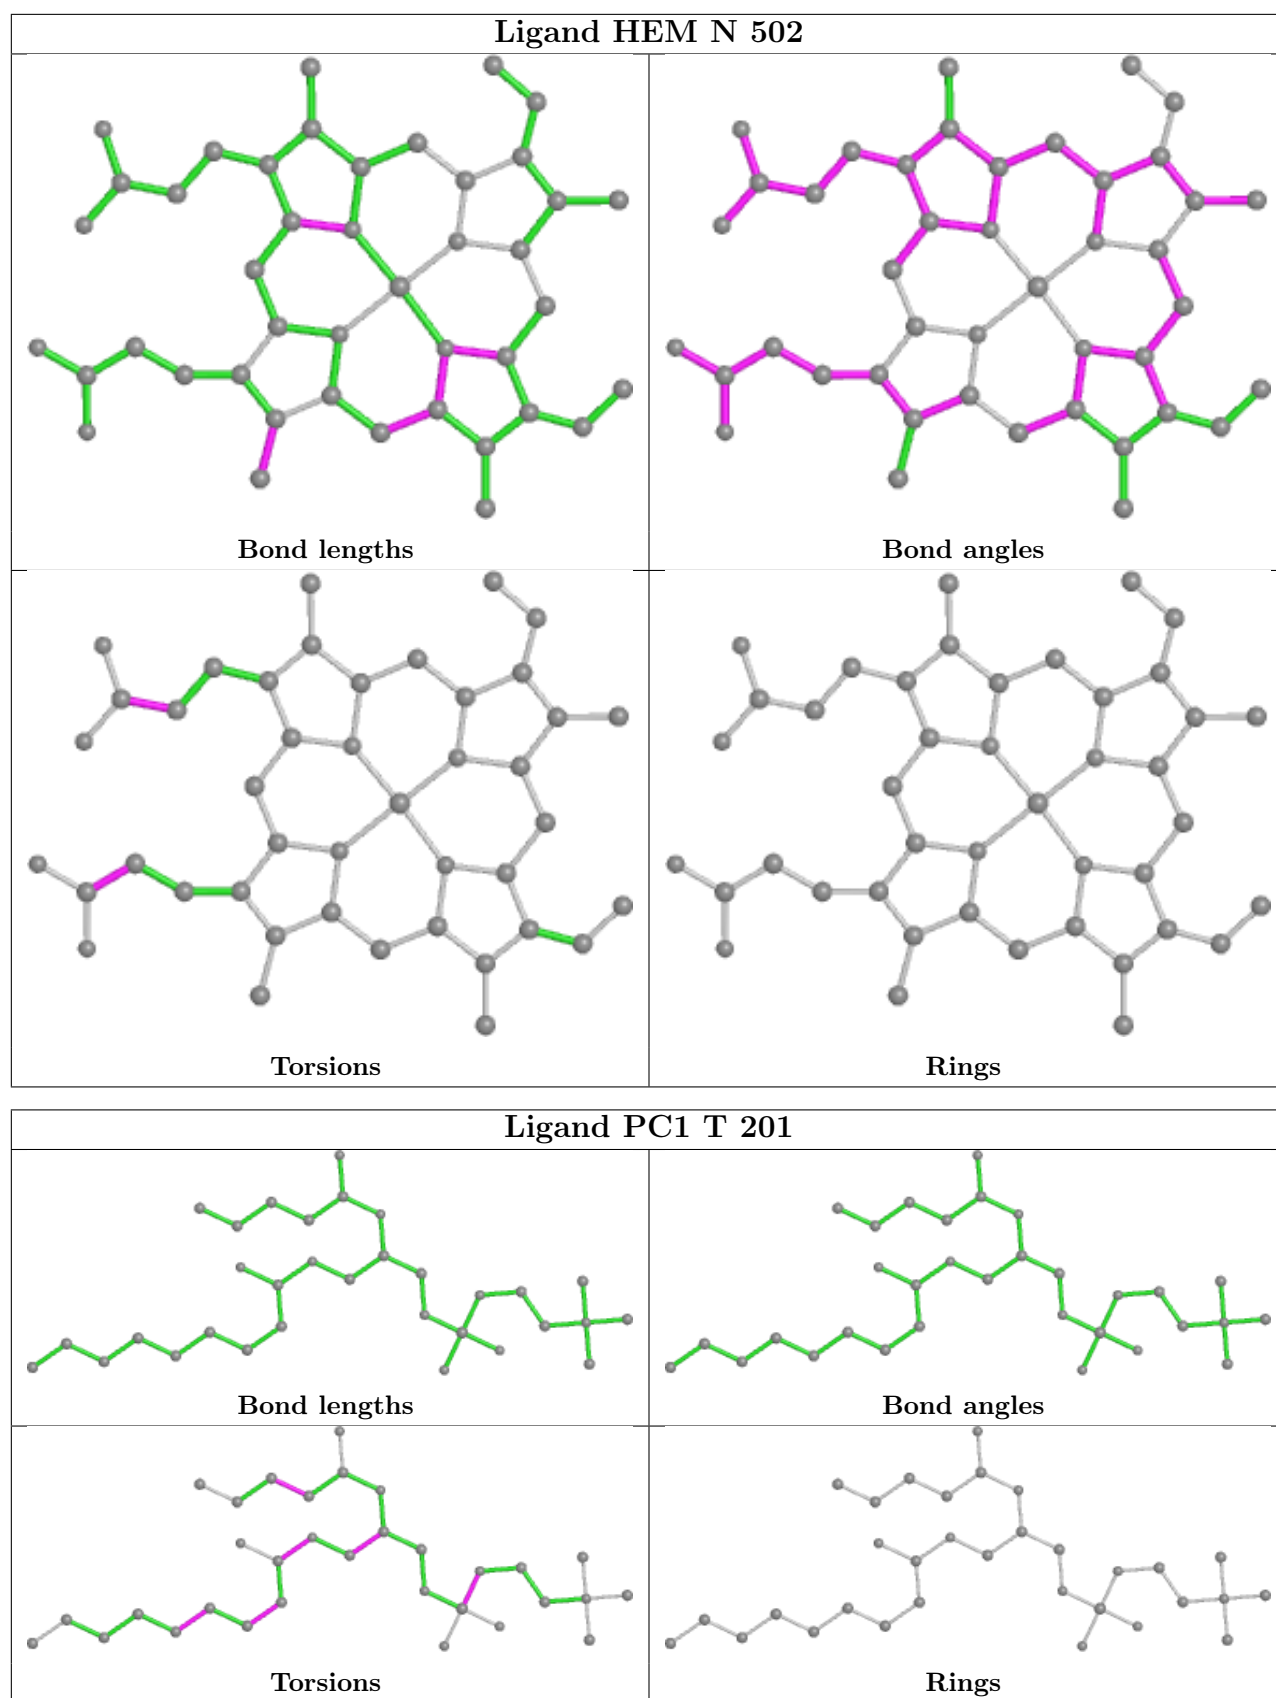 Ligand HEM N 502
Bond lengths
Bond angles
Torsions
Rings
Ligand PC1 T 201
Bond lengths
Bond angles
Torsions
Rings